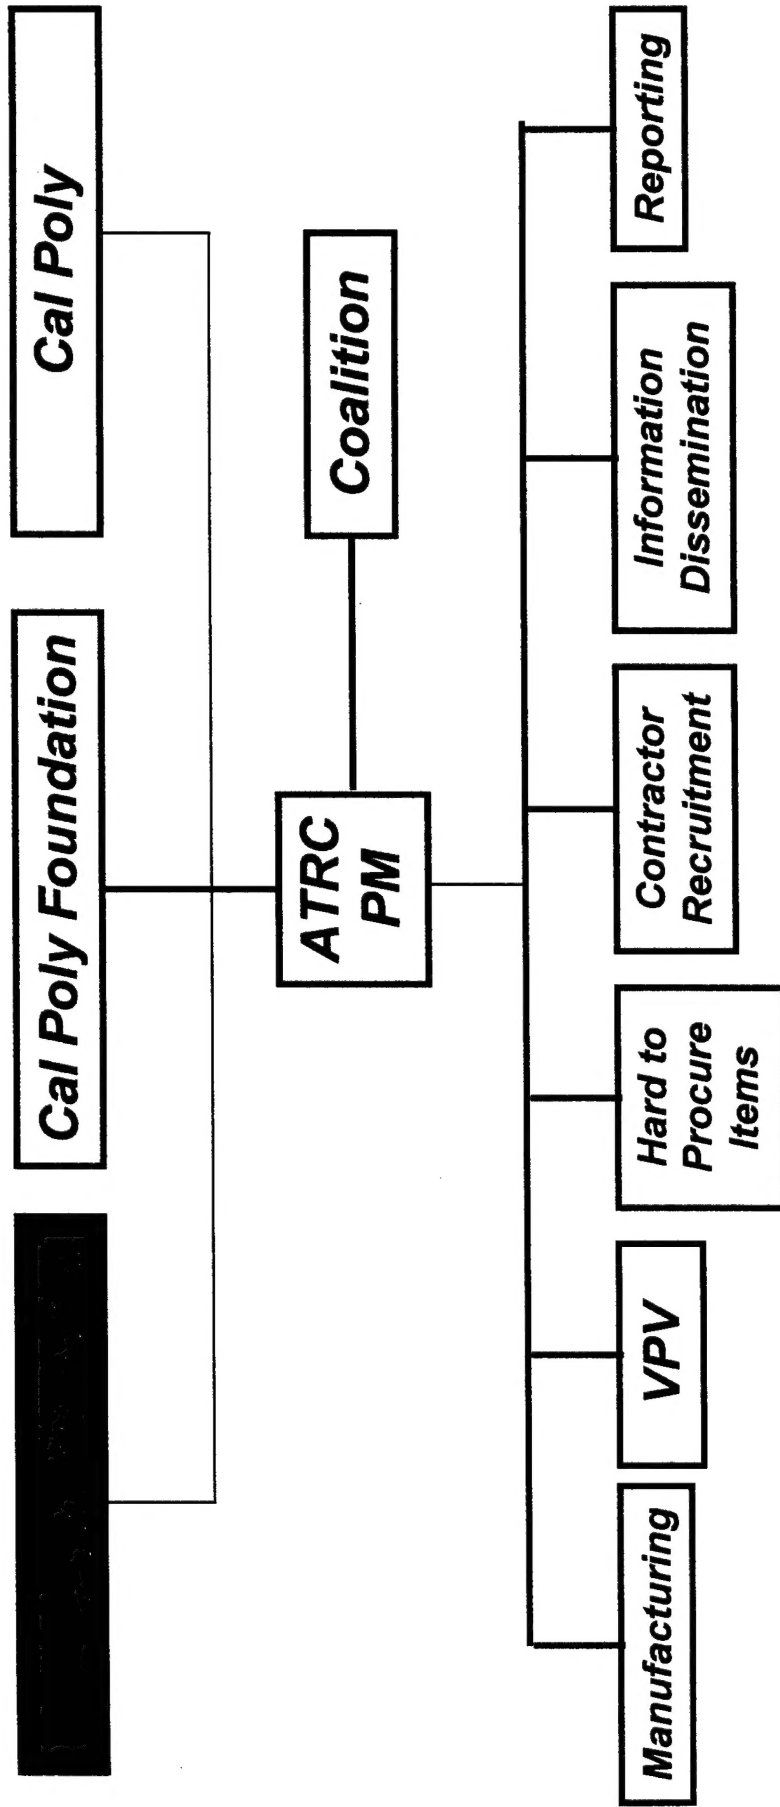 Cal Poly Foundation
Cal Poly
ATRC
PM
Coalition
Manufacturing
VPV
Hard to
Procure
Items
Contractor
Recruitment
Information
Dissemination
Reporting